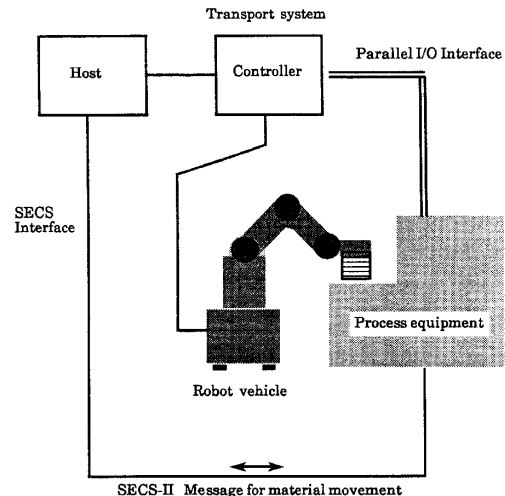 Transport system
Host
Controller
Parallel I/O Interface
SECS
Interface
Process equipment
Robot vehicle
SECS-II Message for material movement